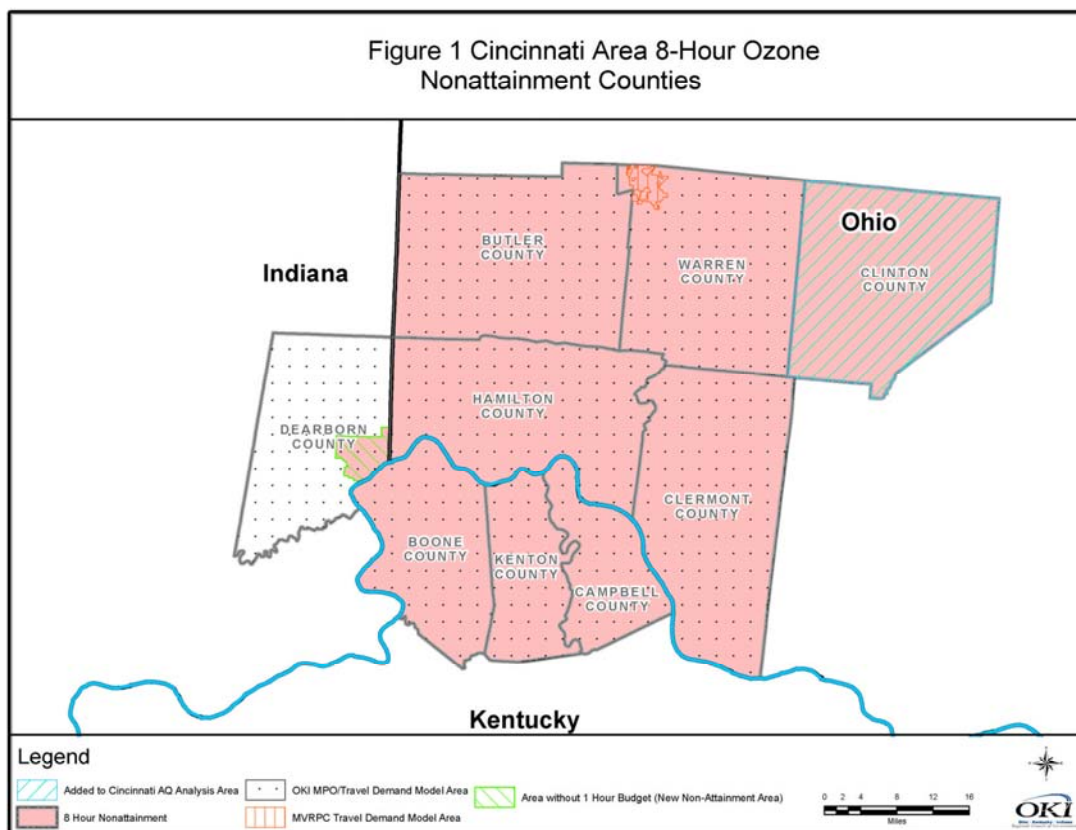 Figure 1 Cincinnati Area 8-Hour Ozone
Nonattainment Counties
Indiana
Ohio
BUTLER
COUNTY
WARREN
COUNTY
CLINTON
COUNTY
HAMILTON
COUNTY
DEARBORN
COUNTY
CLERMONT
COUNTY
BOONE
COUNTY
KENTON
COUNTY
CAMPBELL
COUNTY
Kentucky
Legend
Added to Cincinnati AQ Analysis Area
OKI MPO/Travel Demand Model Area
Area without 1 Hour Budget (New Non-Attainment Area)
8 Hour Nonattainment
MVRPC Travel Demand Model Area
0 2 4 8 12 16
Miles
OKI